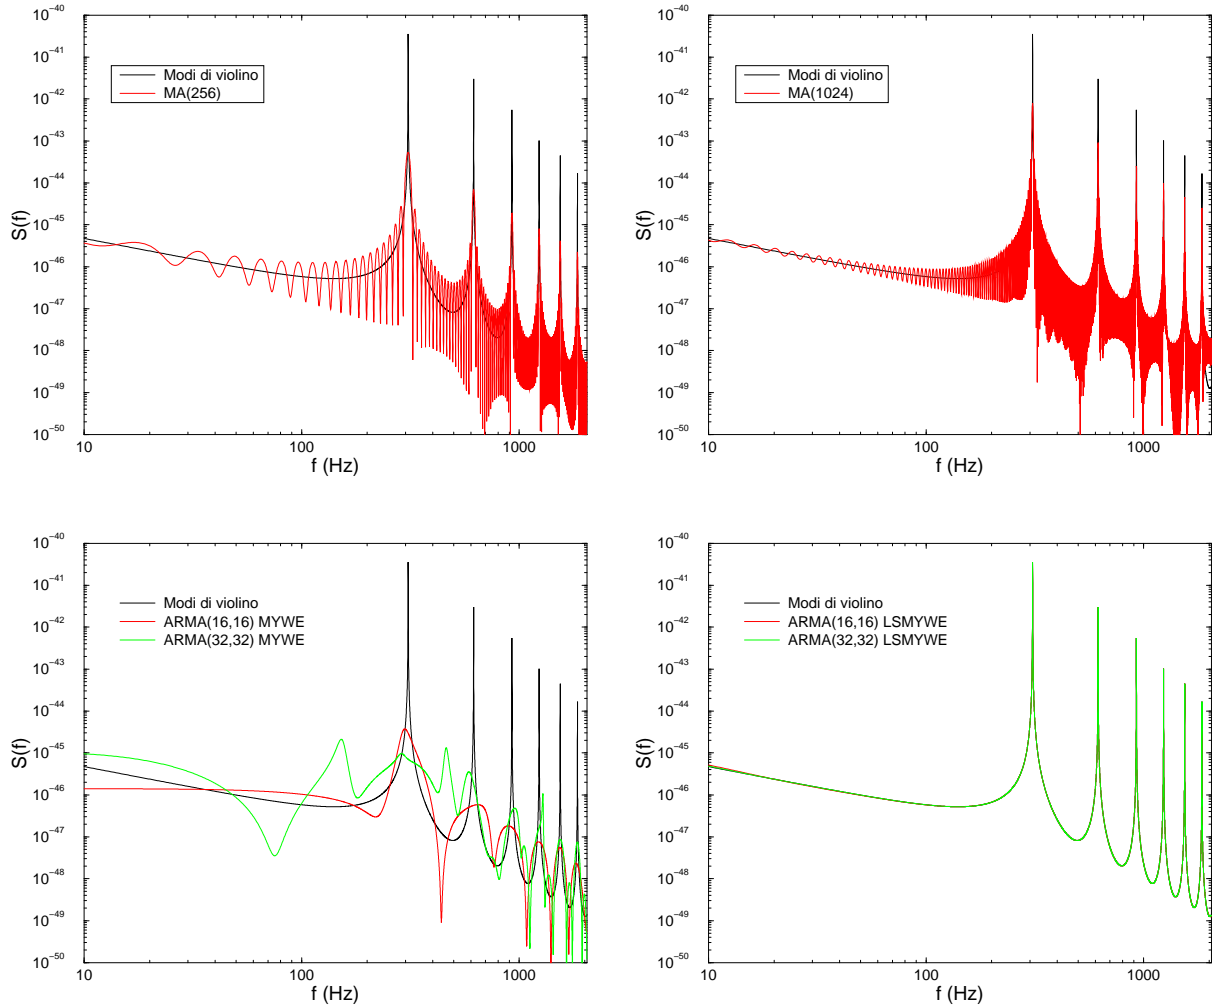 10⁻⁴⁰
10⁻⁴¹
10⁻⁴²
10⁻⁴³
10⁻⁴⁴
10⁻⁴⁵
10⁻⁴⁶
10⁻⁴⁷
10⁻⁴⁸
10⁻⁴⁹
10⁻⁵⁰
S(f)
Modi di violino
MA(256)
10 100 1000
f (Hz)
10⁻⁴⁰
10⁻⁴¹
10⁻⁴²
10⁻⁴³
10⁻⁴⁴
10⁻⁴⁵
10⁻⁴⁶
10⁻⁴⁷
10⁻⁴⁸
10⁻⁴⁹
10⁻⁵⁰
S(f)
Modi di violino
MA(1024)
10 100 1000
f (Hz)
10⁻⁴⁰
10⁻⁴¹
10⁻⁴²
10⁻⁴³
10⁻⁴⁴
10⁻⁴⁵
10⁻⁴⁶
10⁻⁴⁷
10⁻⁴⁸
10⁻⁴⁹
10⁻⁵⁰
S(f)
Modi di violino
ARMA(16,16) MYWE
ARMA(32,32) MYWE
10 100 1000
f (Hz)
10⁻⁴⁰
10⁻⁴¹
10⁻⁴²
10⁻⁴³
10⁻⁴⁴
10⁻⁴⁵
10⁻⁴⁶
10⁻⁴⁷
10⁻⁴⁸
10⁻⁴⁹
10⁻⁵⁰
S(f)
Modi di violino
ARMA(16,16) LSMYWE
ARMA(32,32) LSMYWE
10 100 1000
f (Hz)